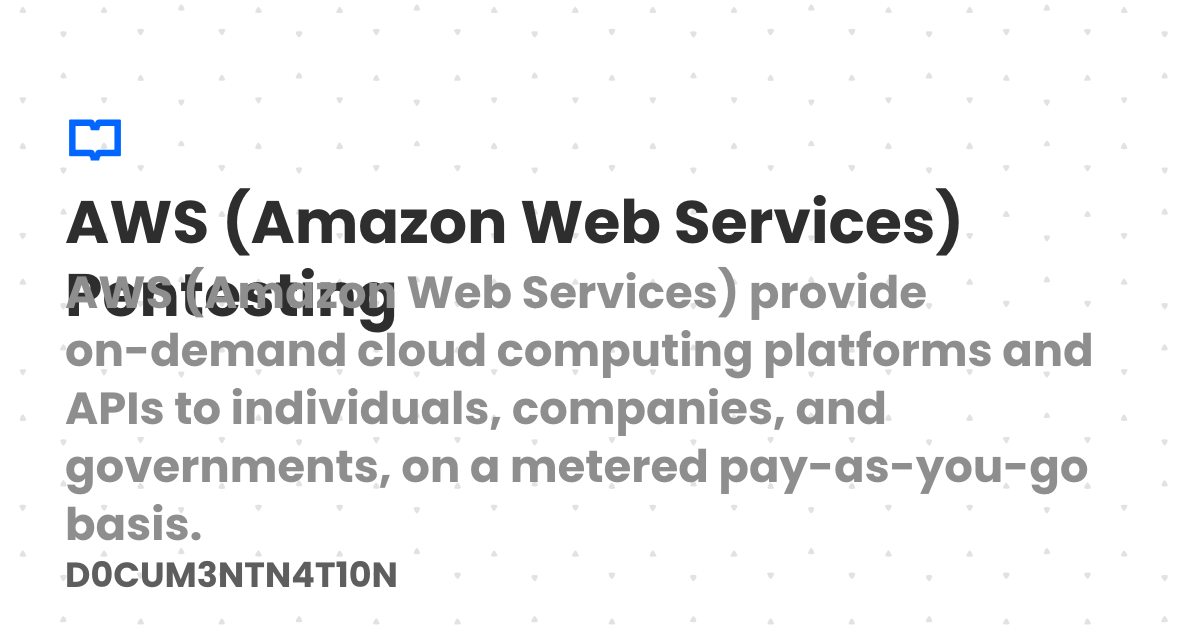 AWS (Amazon Web Services)
Pentesting
AWS (Amazon Web Services) provide
on-demand cloud computing platforms and
APIs to individuals, companies, and
governments, on a metered pay-as-you-go
basis.
D0CUM3NTN4T10N